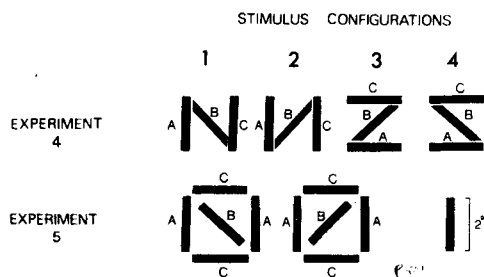 STIMULUS CONFIGURATIONS
1 2 3 4
C C
EXPERIMENT 4 A B C A B C B A B A
C C
EXPERIMENT 5 A B A A B A 2°
C C